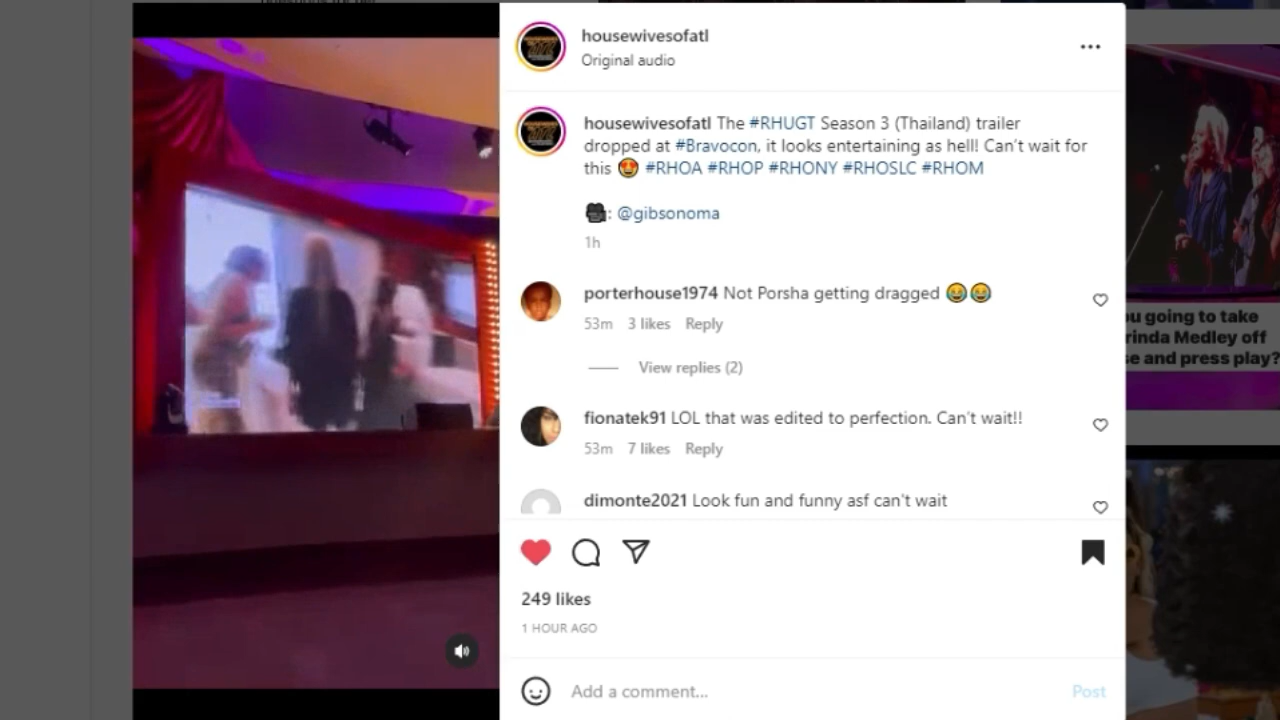 housewivesofatl
Original audio
housewivesofatl The #RHUGT Season 3 (Thailand) trailer
dropped at #Bravocon, it looks entertaining as hell! Can't wait for
this 😍 #RHOA #RHOP #RHONY #RHOSLC #RHOM
🎥: @gibsonoma
1h
porterhouse1974 Not Porsha getting dragged 😂😂
53m 3 likes Reply
View replies (2)
fionatek91 LOL that was edited to perfection. Can't wait!!
53m 7 likes Reply
dimonte2021 Look fun and funny asf can't wait
249 likes
1 HOUR AGO
Add a comment...
Post
going to take
Medley off
and press play?